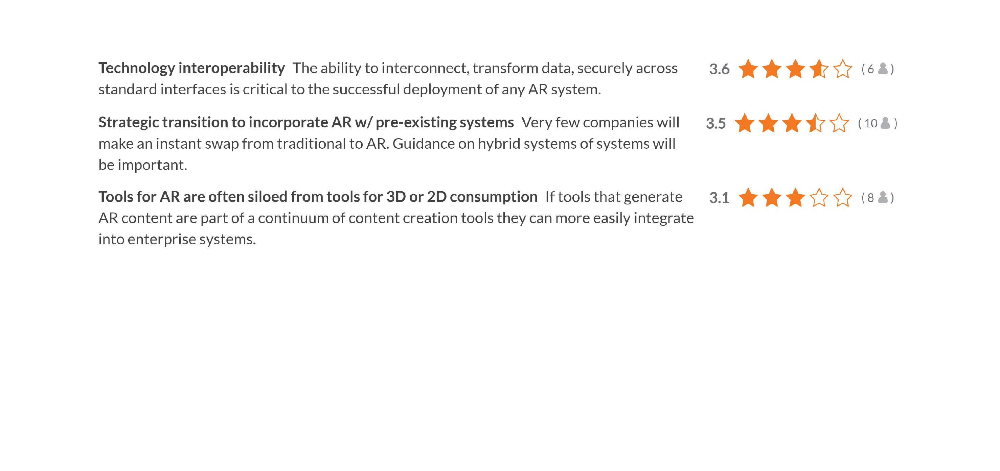 Technology interoperability The ability to interconnect, transform data, securely across 3.6 (6)
standard interfaces is critical to the successful deployment of any AR system.
Strategic transition to incorporate AR w/ pre-existing systems Very few companies will 3.5 (10)
make an instant swap from traditional to AR. Guidance on hybrid systems of systems will
be important.
Tools for AR are often siloed from tools for 3D or 2D consumption If tools that generate 3.1 (8)
AR content are part of a continuum of content creation tools they can more easily integrate
into enterprise systems.